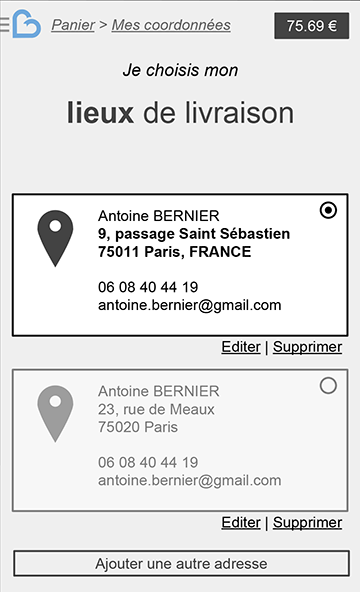 Panier > Mes coordonnées
75.69 €
Je choisis mon
lieux de livraison
Antoine BERNIER
9, passage Saint Sébastien
75011 Paris, FRANCE
06 08 40 44 19
antoine.bernier@gmail.com
Editer | Supprimer
Antoine BERNIER
23, rue de Meaux
75020 Paris
06 08 40 44 19
antoine.bernier@gmail.com
Editer | Supprimer
Ajouter une autre adresse